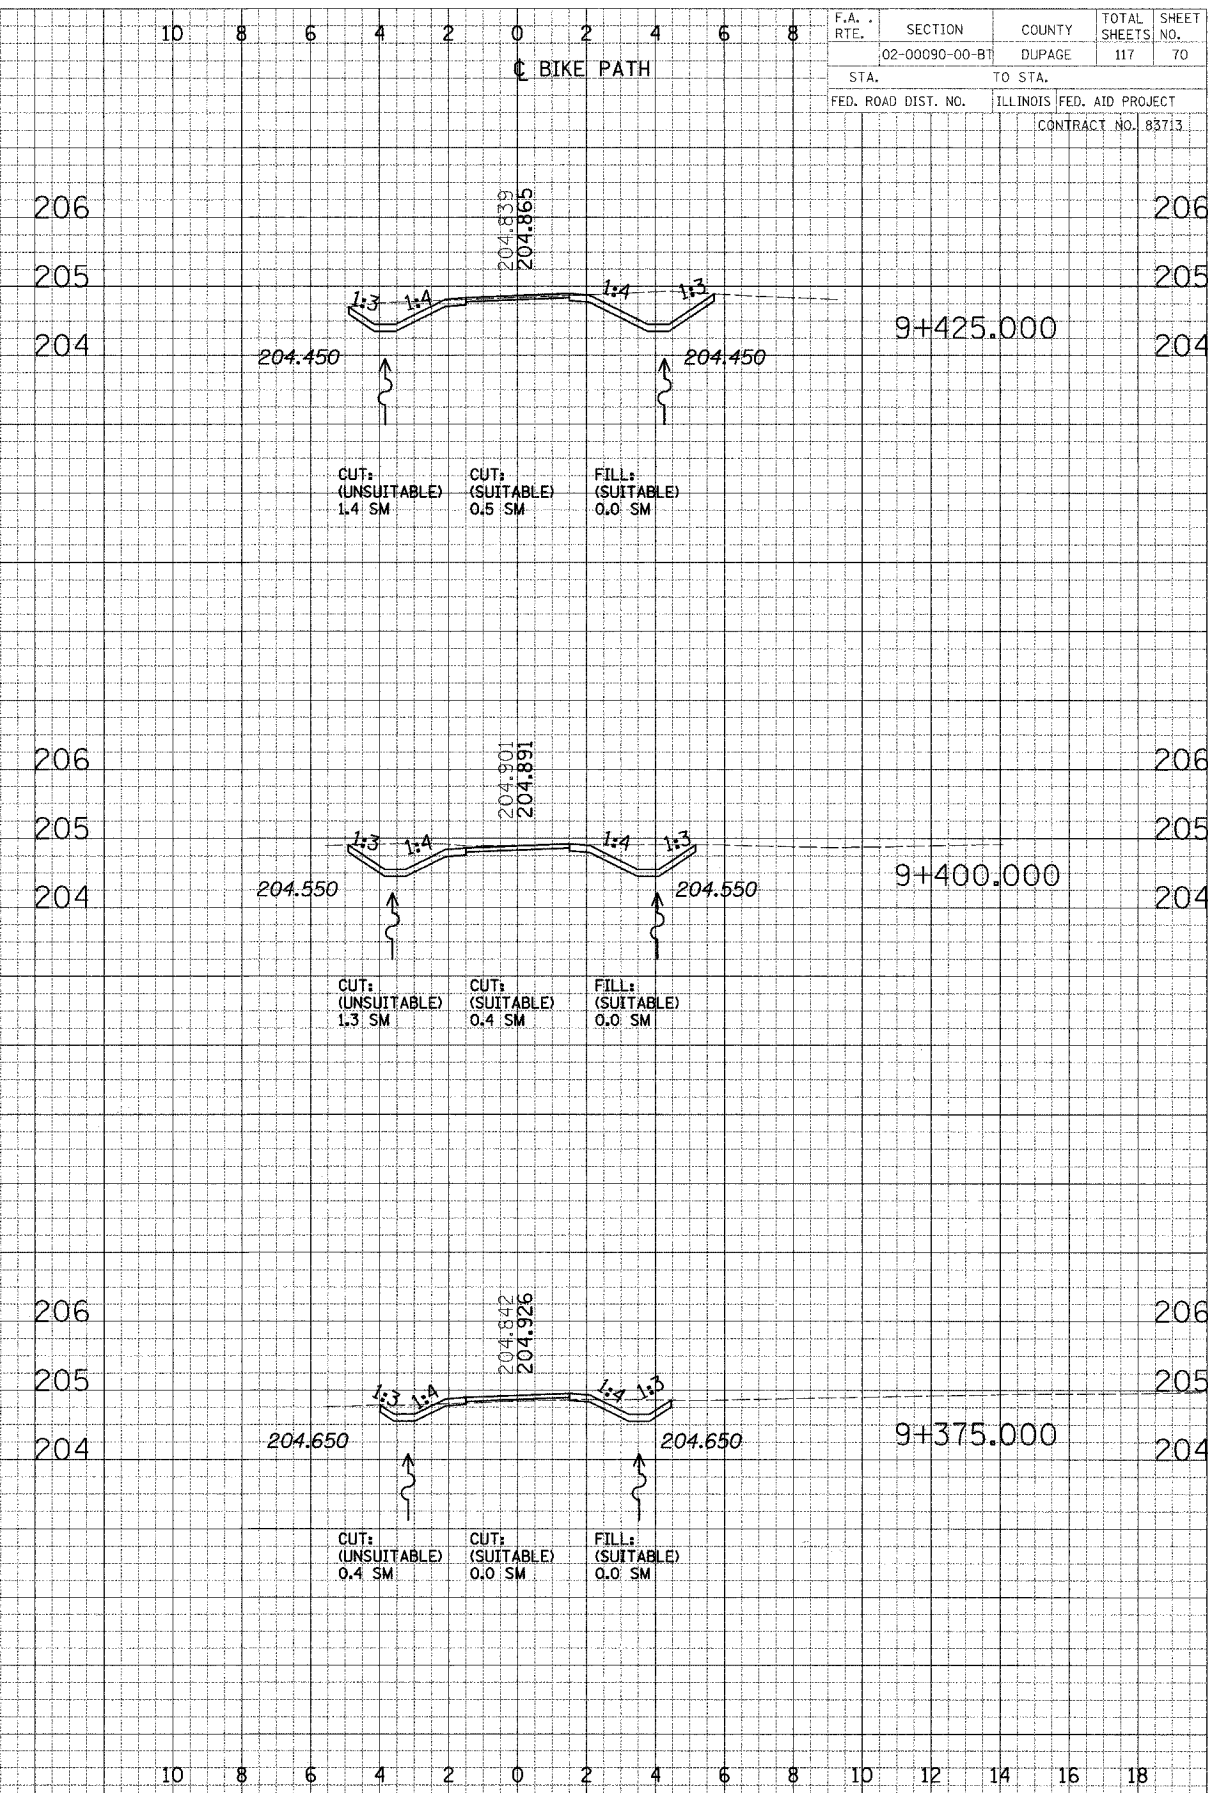 10 8 6 4 2 0 2 4 6 8
F.A. . RTE. SECTION COUNTY TOTAL SHEETS SHEET NO.
02-00090-00-BT DUPAGE 117 70
STA. TO STA.
FED. ROAD DIST. NO. ILLINOIS FED. AID PROJECT
CONTRACT NO. 83713
℄ BIKE PATH
204.839
204.865
206 206
205 205
1:3 1:4 1:4 1:3
9+425.000
204 204
204.450 204.450
CUT: CUT: FILL:
(UNSUITABLE) (SUITABLE) (SUITABLE)
1.4 SM 0.5 SM 0.0 SM
204.901
204.891
206 206
205 205
1:3 1:4 1:4 1:3
9+400.000
204 204
204.550 204.550
CUT: CUT: FILL:
(UNSUITABLE) (SUITABLE) (SUITABLE)
1.3 SM 0.4 SM 0.0 SM
204.842
204.926
206 206
205 205
1:3 1:4 1:4 1:3
9+375.000
204 204
204.650 204.650
CUT: CUT: FILL:
(UNSUITABLE) (SUITABLE) (SUITABLE)
0.4 SM 0.0 SM 0.0 SM
10 8 6 4 2 0 2 4 6 8 10 12 14 16 18